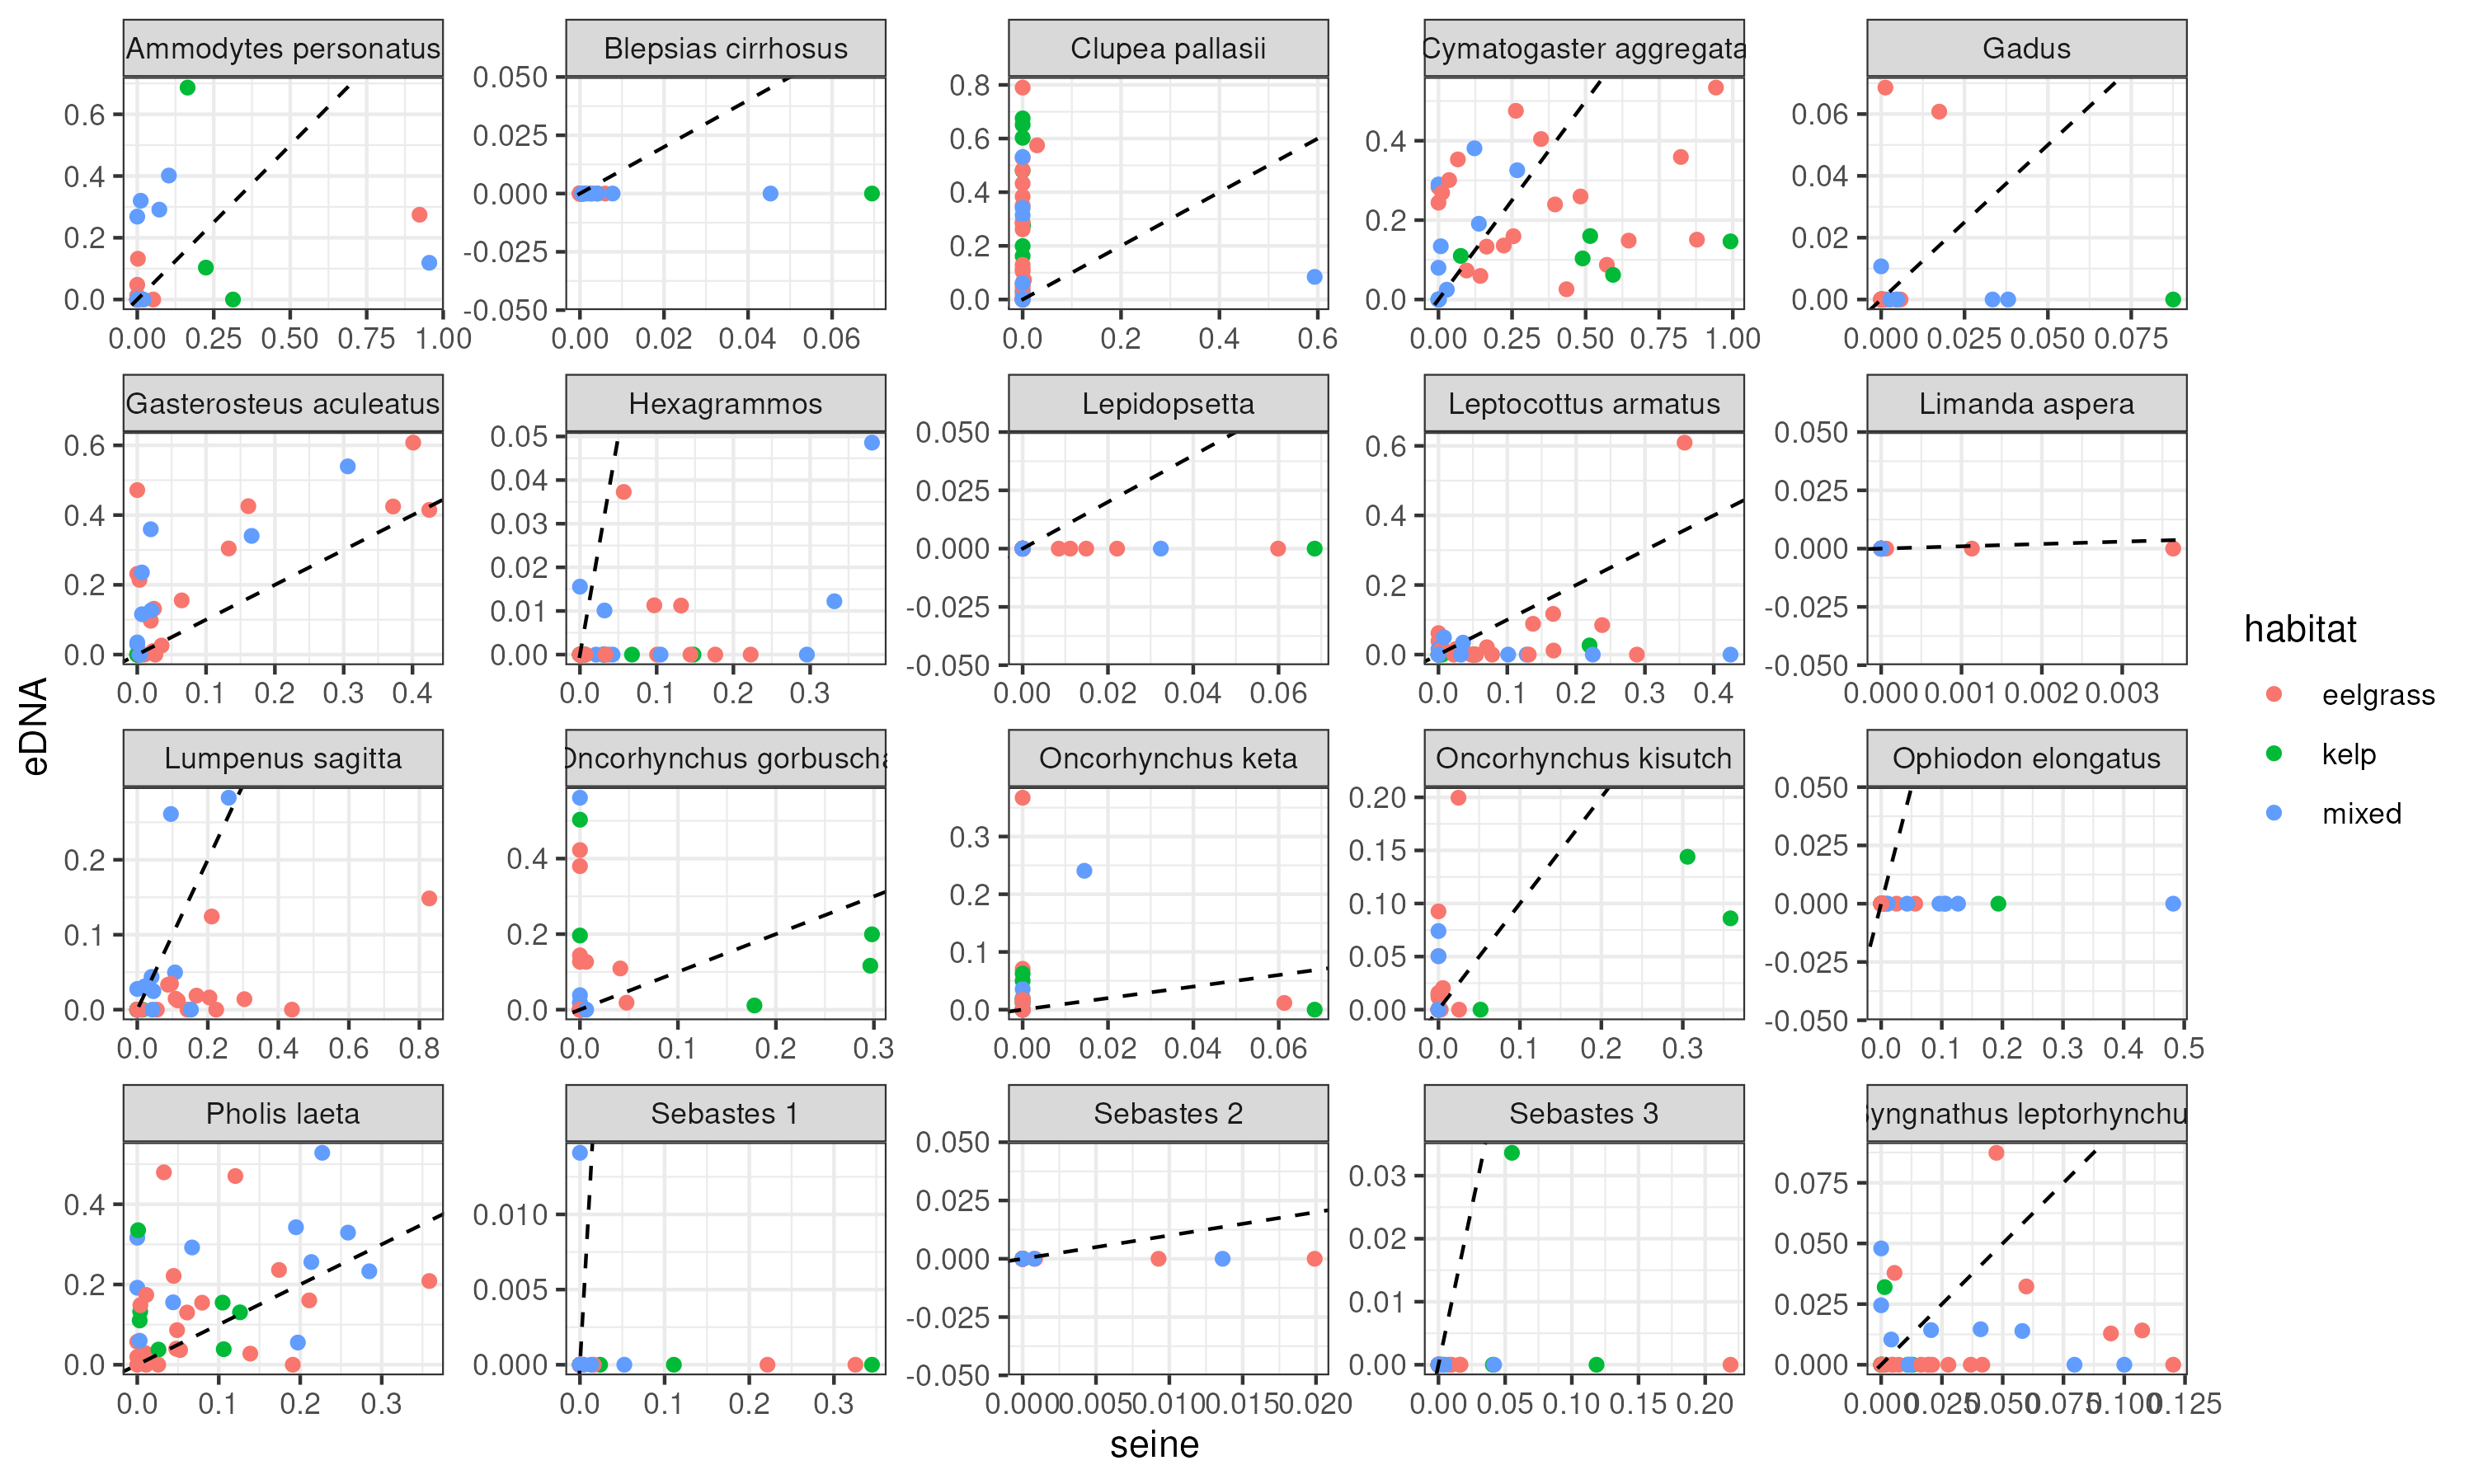 Ammodytes personatus Blepsias cirrhosus Clupea pallasii Cymatogaster aggregata Gadus
0.6 0.4 0.2 0.0
0.050 0.025 0.000 -0.025 -0.050
0.8 0.6 0.4 0.2 0.0
0.4 0.2 0.0
0.06 0.04 0.02 0.00
0.00 0.25 0.50 0.75 1.00
0.00 0.02 0.04 0.06
0.0 0.2 0.4 0.6
0.00 0.25 0.50 0.75 1.00
0.000 0.025 0.050 0.075
Gasterosteus aculeatus Hexagrammos Lepidopsetta Leptocottus armatus Limanda aspera
0.6 0.4 0.2 0.0
0.05 0.04 0.03 0.02 0.01 0.00
0.050 0.025 0.000 -0.025 -0.050
0.6 0.4 0.2 0.0
0.050 0.025 0.000 -0.025 -0.050
0.0 0.1 0.2 0.3 0.4
0.0 0.1 0.2 0.3
0.00 0.02 0.04 0.06
0.0 0.1 0.2 0.3 0.4
0.000 0.001 0.002 0.003
Lumpenus sagitta Oncorhynchus gorbuscha Oncorhynchus keta Oncorhynchus kisutch Ophiodon elongatus
0.2 0.1 0.0
0.4 0.2 0.0
0.3 0.2 0.1 0.0
0.20 0.15 0.10 0.05 0.00
0.050 0.025 0.000 -0.025 -0.050
0.0 0.2 0.4 0.6 0.8
0.0 0.1 0.2 0.3
0.00 0.02 0.04 0.06
0.0 0.1 0.2 0.3
0.0 0.1 0.2 0.3 0.4 0.5
Pholis laeta Sebastes 1 Sebastes 2 Sebastes 3 yngnathus leptorhynchu
0.4 0.2 0.0
0.010 0.005 0.000
0.050 0.025 0.000 -0.025 -0.050
0.03 0.02 0.01 0.00
0.075 0.050 0.025 0.000
0.0 0.1 0.2 0.3
0.0 0.1 0.2 0.3
0.000 0.005 0.010 0.015 0.020
0.00 0.05 0.10 0.15 0.20
0.000 0.025 0.050 0.075 0.100 0.125
seine
eDNA
habitat
eelgrass
kelp
mixed